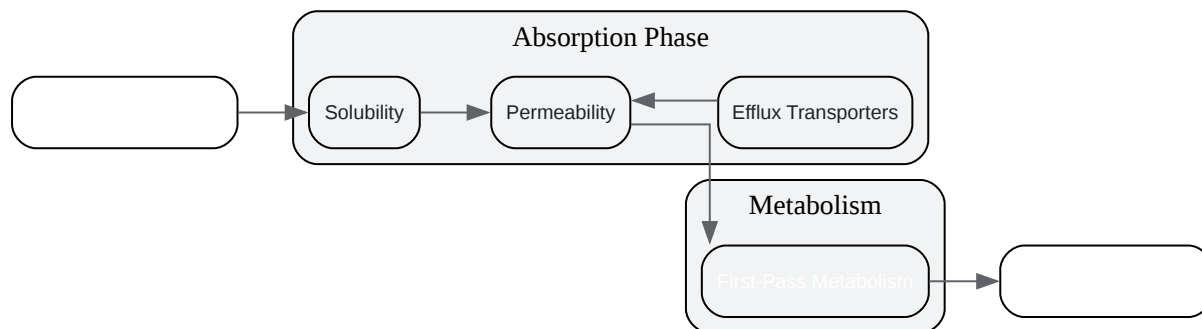 Absorption Phase
Solubility
Permeability
Efflux Transporters
Metabolism
First-Pass Metabolism